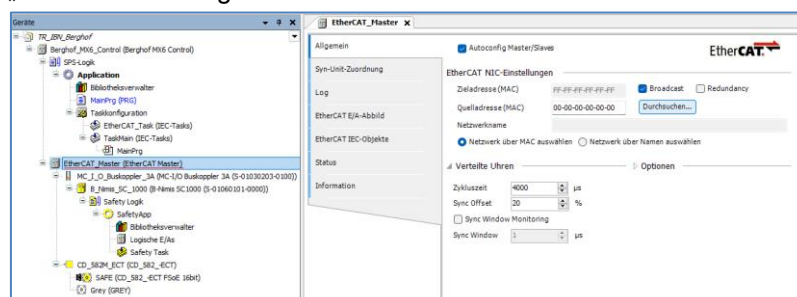 Geräte
TR_IBN_Berghof
Berghof_MX6_Control (Berghof MX6 Control)
SPS-Logik
Application
Bibliotheksverwalter
MainPrg (PRG)
Taskkonfiguration
EtherCAT_Task (IEC-Tasks)
TaskMain (IEC-Tasks)
MainPrg
EtherCAT_Master (EtherCAT Master)
MC_I_O_Buskoppler_3A (MC-I/O Buskoppler 3A (S-01030203-0100))
B_Nimis_SC_1000 (B-Nimis SC1000 (S-01060101-0000))
Safety Logik
SafetyApp
Bibliotheksverwalter
Logische E/As
Safety Task
CD_582M_ECT (CD_582_-ECT)
SAFE (CD_582_-ECT FSoE 16bit)
Grey (GREY)
EtherCAT_Master
Allgemein
Syn-Unit-Zuordnung
Log
EtherCAT E/A-Abbild
EtherCAT IEC-Objekte
Status
Information
Autoconfig Master/Slaves
EtherCAT
EtherCAT NIC-Einstellungen
Zieladresse (MAC) FF-FF-FF-FF-FF-FF Broadcast Redundancy
Quelladresse (MAC) 00-00-00-00-00-00 Durchsuchen...
Netzwerkname
Netzwerk über MAC auswählen Netzwerk über Namen auswählen
Verteilte Uhren Optionen
Zykluszeit 4000 µs
Sync Offset 20 %
Sync Window Monitoring
Sync Window 1 µs